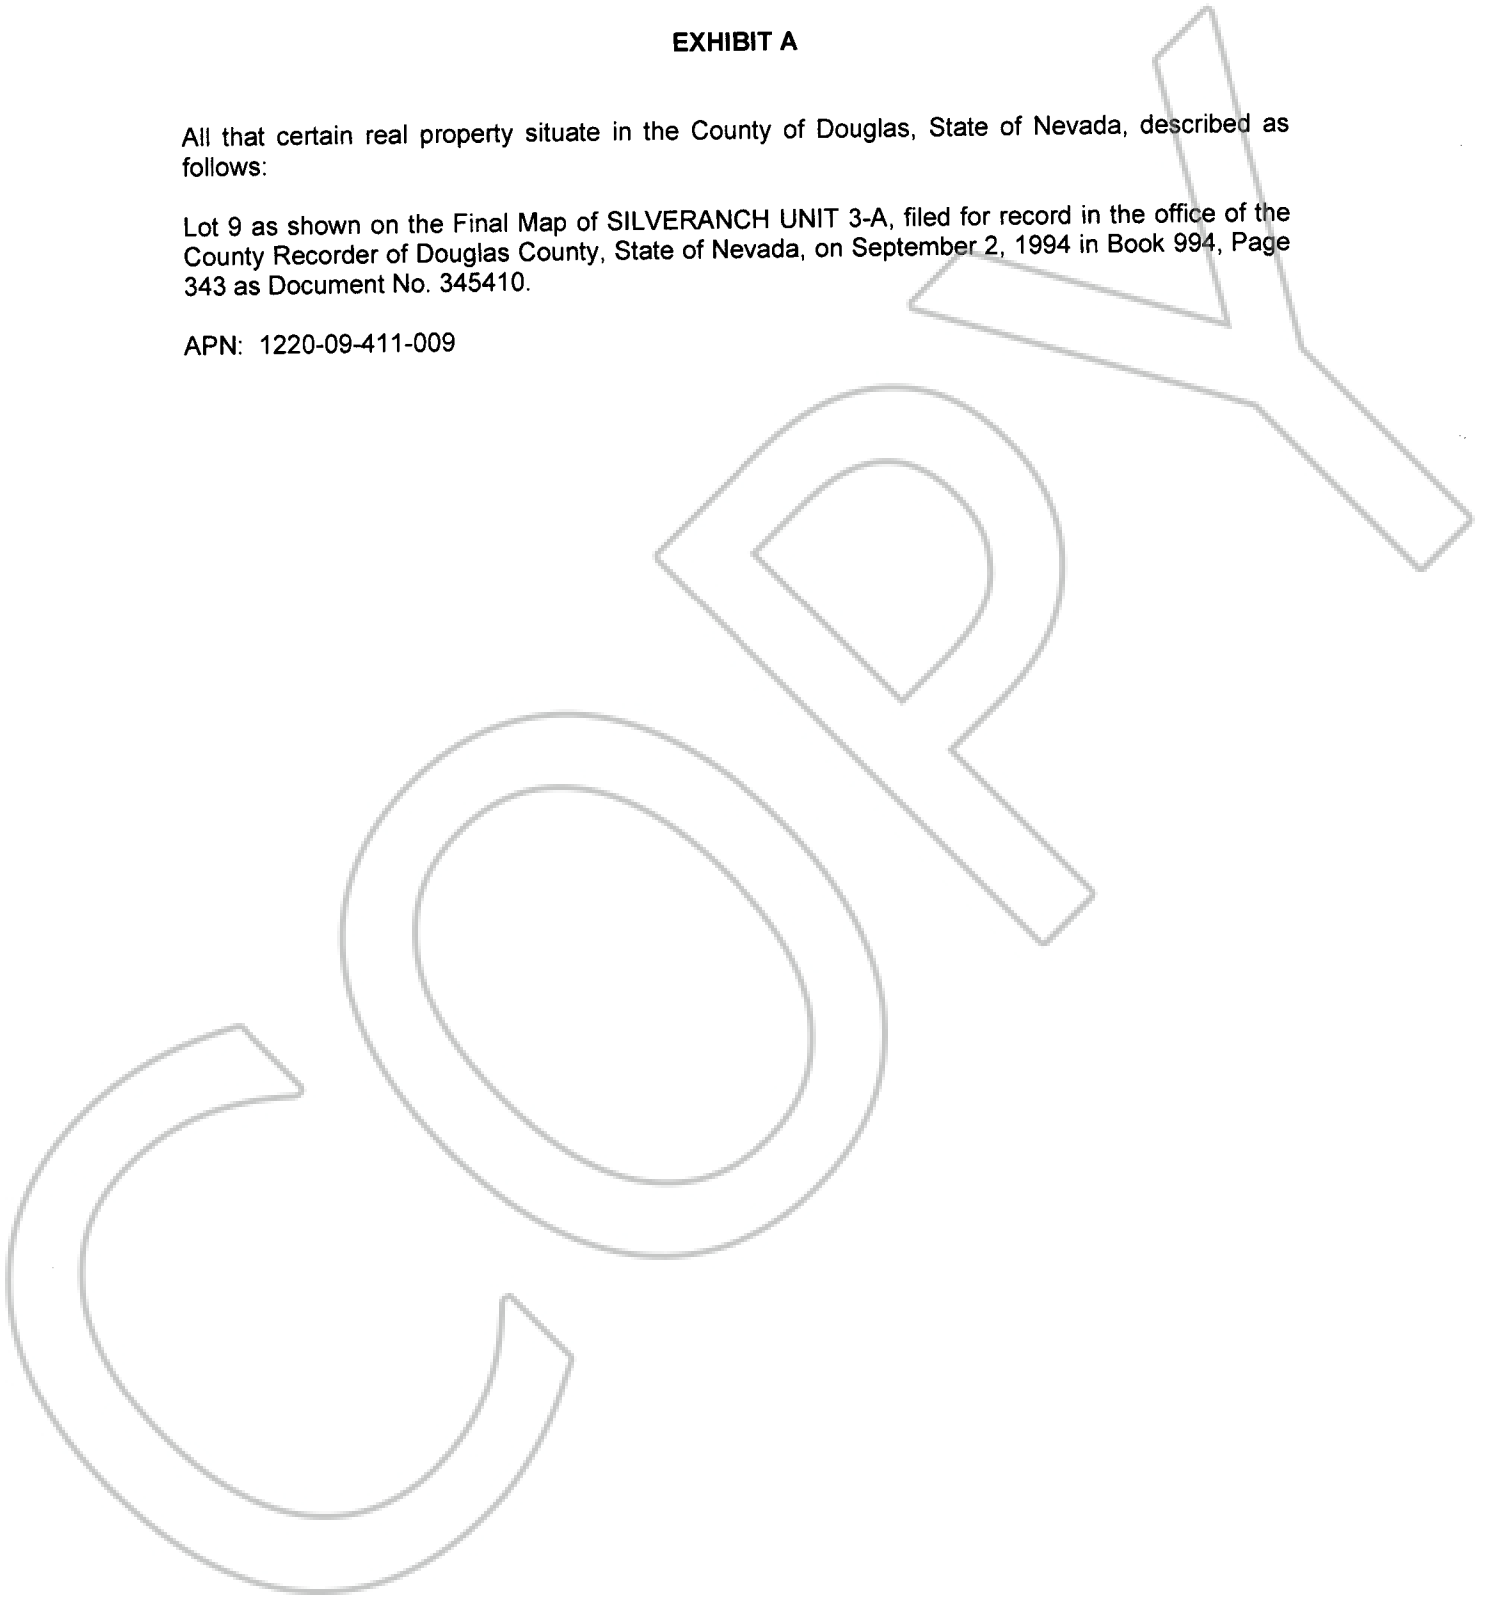 EXHIBIT A
All that certain real property situate in the County of Douglas, State of Nevada, described as
follows:
Lot 9 as shown on the Final Map of SILVERANCH UNIT 3-A, filed for record in the office of the
County Recorder of Douglas County, State of Nevada, on September 2, 1994 in Book 994, Page
343 as Document No. 345410.
APN: 1220-09-411-009
COPY